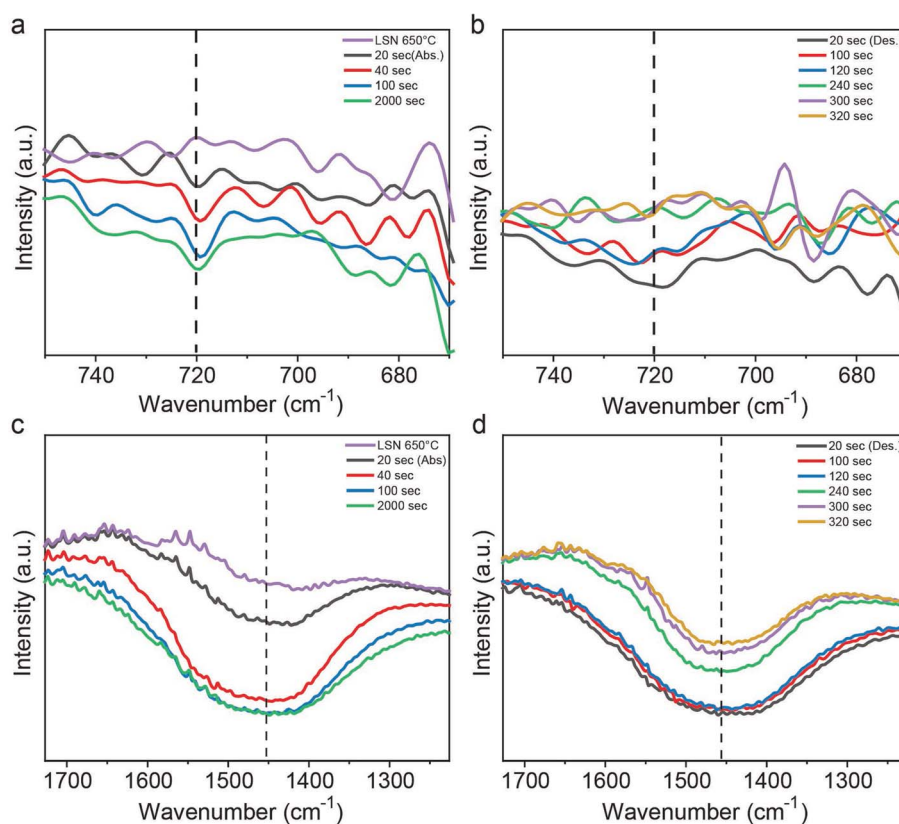 a
LSN 650°C
20 sec(Abs.)
40 sec
100 sec
2000 sec
Intensity (a.u.)
740 720 700 680
Wavenumber (cm-1)
b
20 sec (Des.)
100 sec
120 sec
240 sec
300 sec
320 sec
Intensity (a.u.)
740 720 700 680
Wavenumber (cm-1)
c
LSN 650°C
20 sec (Abs)
40 sec
100 sec
2000 sec
Intensity (a.u.)
1700 1600 1500 1400 1300
Wavenumber (cm-1)
d
20 sec (Des.)
100 sec
120 sec
240 sec
300 sec
320 sec
Intensity (a.u.)
1700 1600 1500 1400 1300
Wavenumber (cm-1)